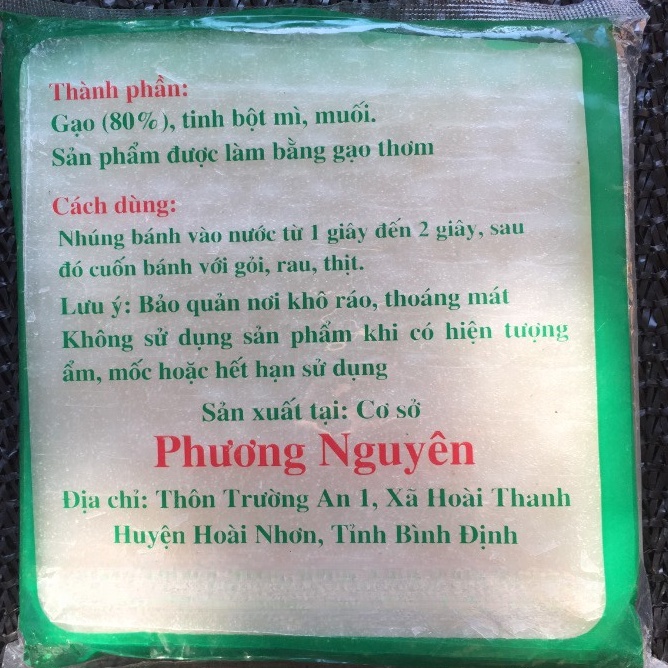 Thành phần:
Gạo (80%), tinh bột mì, muối.
Sản phẩm được làm bằng gạo thơm
Cách dùng:
Nhúng bánh vào nước từ 1 giây đến 2 giây, sau
đó cuốn bánh với gỏi, rau, thịt.
Lưu ý: Bảo quản nơi khô ráo, thoáng mát
Không sử dụng sản phẩm khi có hiện tượng
ẩm, mốc hoặc hết hạn sử dụng
Sản xuất tại: Cơ sở
Phương Nguyên
Địa chỉ: Thôn Trường An 1, Xã Hoài Thanh
Huyện Hoài Nhơn, Tỉnh Bình Định